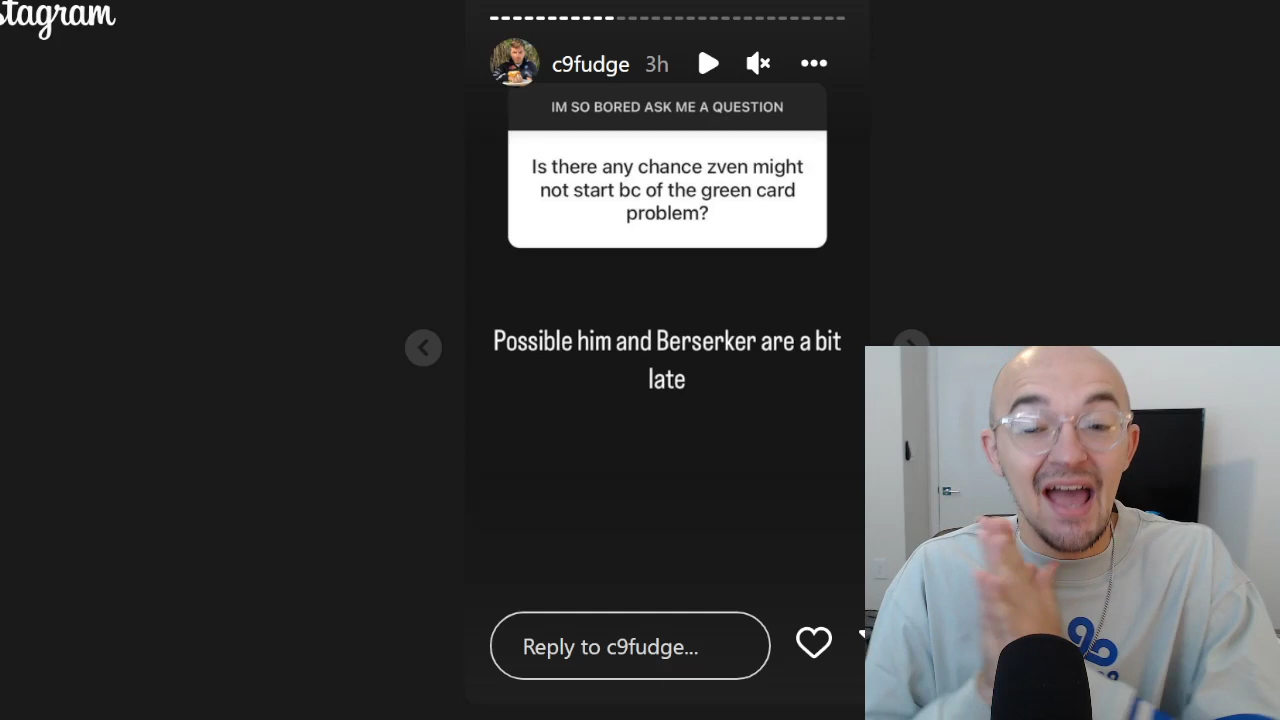 stagram
c9fudge 3h
IM SO BORED ASK ME A QUESTION
Is there any chance zven might
not start bc of the green card
problem?
Possible him and Berserker are a bit
late
Reply to c9fudge...